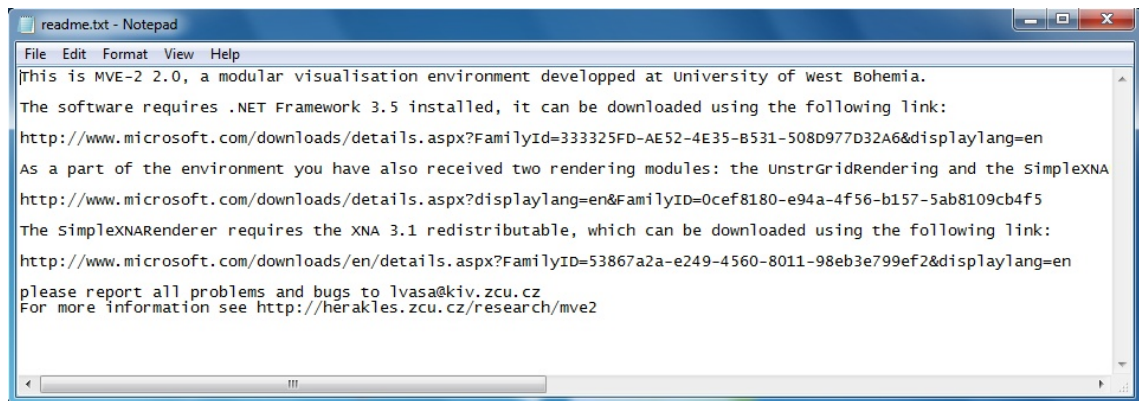 readme.txt - Notepad
File Edit Format View Help
This is MVE-2 2.0, a modular visualisation environment developped at University of West Bohemia.
The software requires .NET Framework 3.5 installed, it can be downloaded using the following link:
http://www.microsoft.com/downloads/details.aspx?FamilyId=333325FD-AE52-4E35-B531-508D977D32A6&displaylang=en
As a part of the environment you have also received two rendering modules: the UnstrGridRendering and the SimpleXNA
http://www.microsoft.com/downloads/details.aspx?displaylang=en&FamilyID=0cef8180-e94a-4f56-b157-5ab8109cb4f5
The SimpleXNARenderer requires the XNA 3.1 redistributable, which can be downloaded using the following link:
http://www.microsoft.com/downloads/en/details.aspx?FamilyID=53867a2a-e249-4560-8011-98eb3e799ef2&displaylang=en
please report all problems and bugs to lvasa@kiv.zcu.cz
For more information see http://herakles.zcu.cz/research/mve2